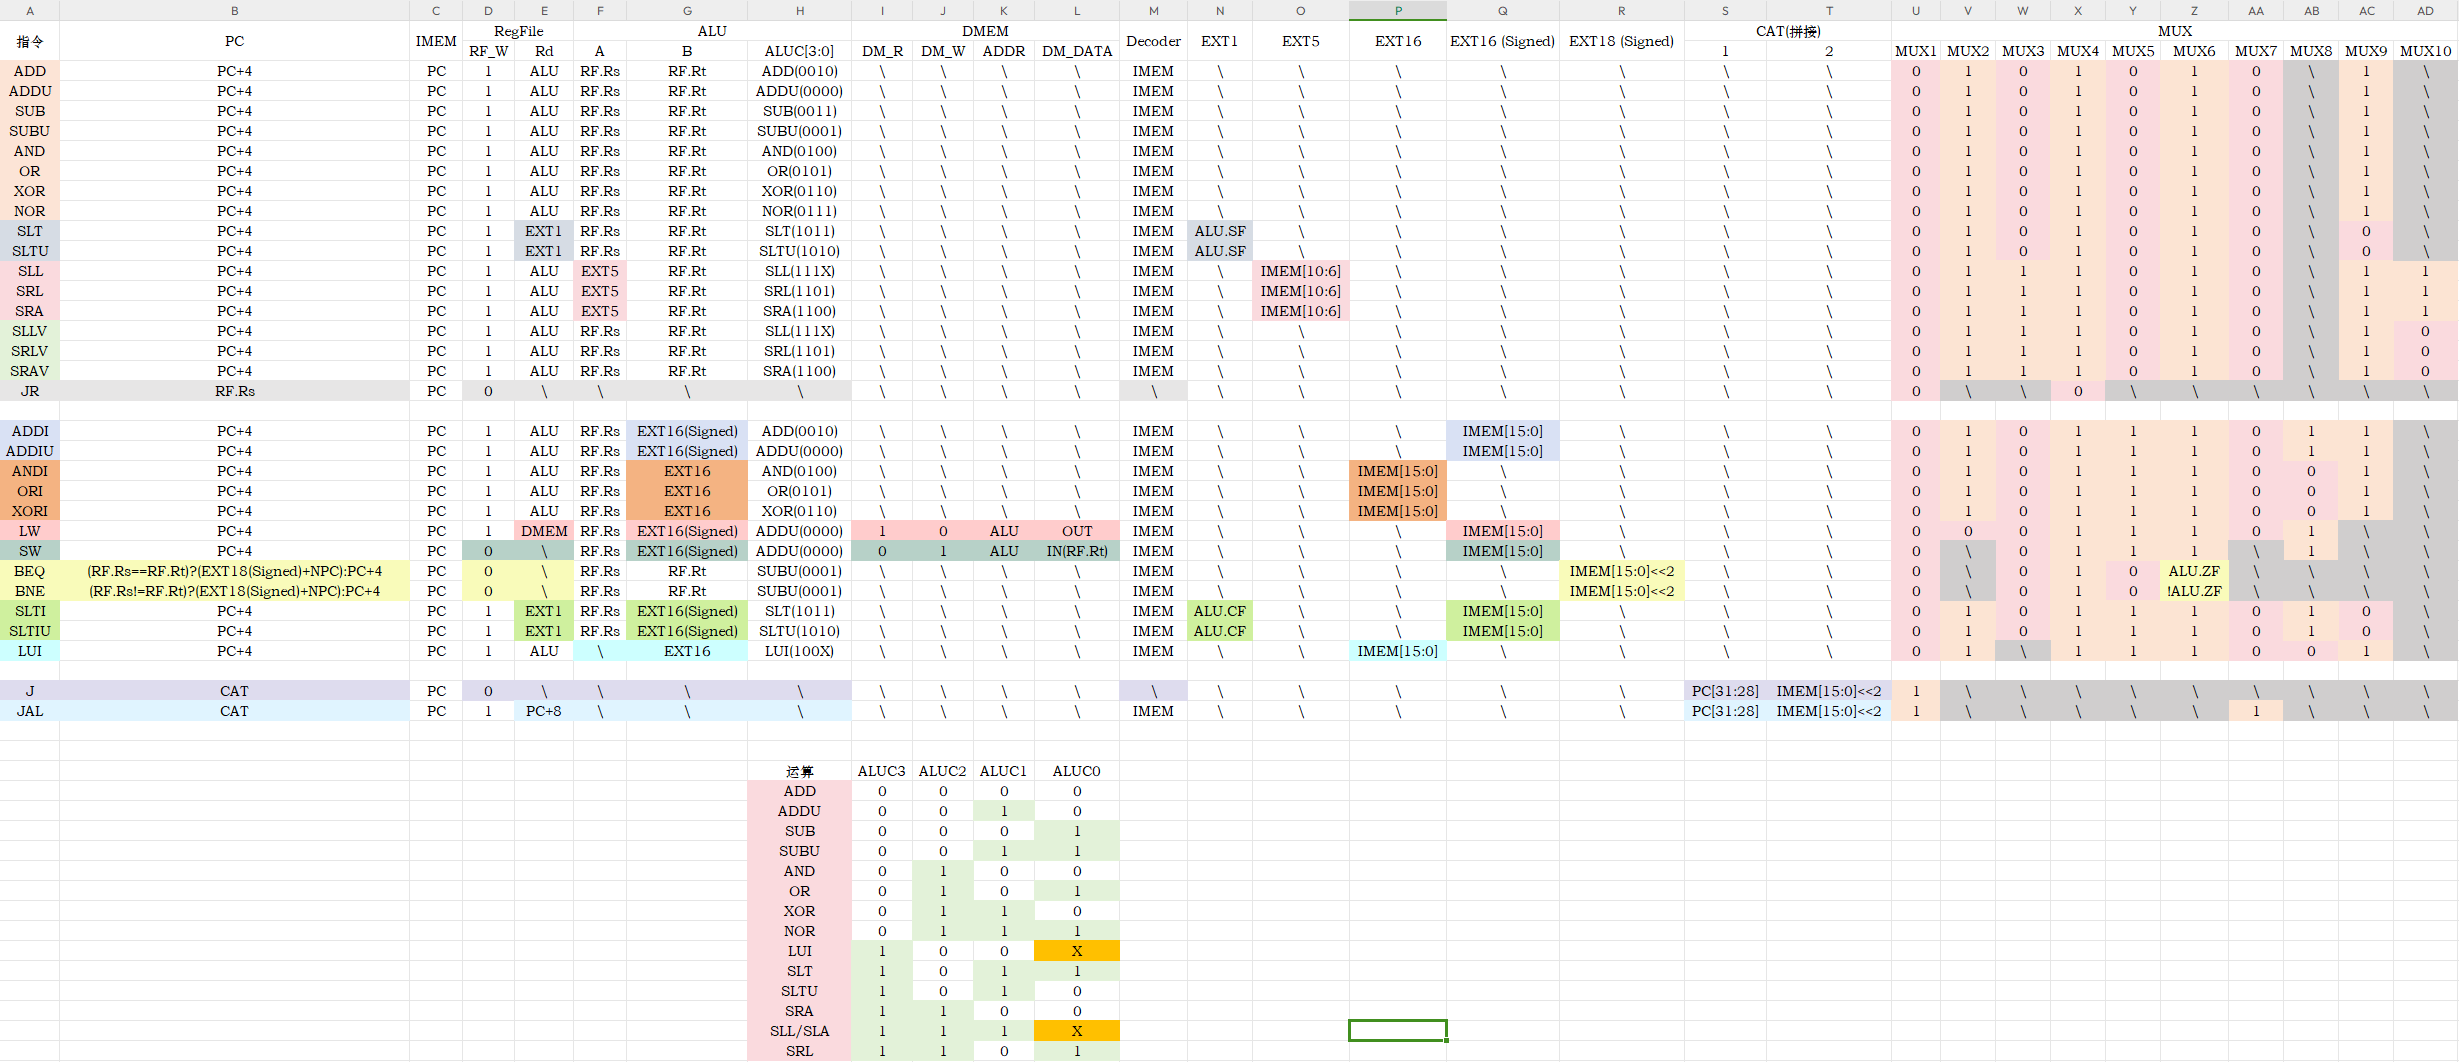 A B C D E F G H I J K L M N O P Q R S T U V W X Y Z AA AB AC AD
指令 PC IMEM RegFile ALU DMEM Decoder EXT1 EXT5 EXT16 EXT16 (Signed) EXT18 (Signed) CAT(拼接) MUX
RF_W Rd A B ALUC[3:0] DM_R DM_W ADDR DM_DATA 1 2 MUX1 MUX2 MUX3 MUX4 MUX5 MUX6 MUX7 MUX8 MUX9 MUX10
ADD PC+4 PC 1 ALU RF.Rs RF.Rt ADD(0010) \ \ \ \ IMEM \ \ \ \ \ \ \ 0 1 0 1 0 1 0 \ 1 \
ADDU PC+4 PC 1 ALU RF.Rs RF.Rt ADDU(0000) \ \ \ \ IMEM \ \ \ \ \ \ \ 0 1 0 1 0 1 0 \ 1 \
SUB PC+4 PC 1 ALU RF.Rs RF.Rt SUB(0011) \ \ \ \ IMEM \ \ \ \ \ \ \ 0 1 0 1 0 1 0 \ 1 \
SUBU PC+4 PC 1 ALU RF.Rs RF.Rt SUBU(0001) \ \ \ \ IMEM \ \ \ \ \ \ \ 0 1 0 1 0 1 0 \ 1 \
AND PC+4 PC 1 ALU RF.Rs RF.Rt AND(0100) \ \ \ \ IMEM \ \ \ \ \ \ \ 0 1 0 1 0 1 0 \ 1 \
OR PC+4 PC 1 ALU RF.Rs RF.Rt OR(0101) \ \ \ \ IMEM \ \ \ \ \ \ \ 0 1 0 1 0 1 0 \ 1 \
XOR PC+4 PC 1 ALU RF.Rs RF.Rt XOR(0110) \ \ \ \ IMEM \ \ \ \ \ \ \ 0 1 0 1 0 1 0 \ 1 \
NOR PC+4 PC 1 ALU RF.Rs RF.Rt NOR(0111) \ \ \ \ IMEM \ \ \ \ \ \ \ 0 1 0 1 0 1 0 \ 1 \
SLT PC+4 PC 1 EXT1 RF.Rs RF.Rt SLT(1011) \ \ \ \ IMEM ALU.SF \ \ \ \ \ \ 0 1 0 1 0 1 0 \ 0 \
SLTU PC+4 PC 1 EXT1 RF.Rs RF.Rt SLTU(1010) \ \ \ \ IMEM ALU.SF \ \ \ \ \ \ 0 1 0 1 0 1 0 \ 0 \
SLL PC+4 PC 1 ALU EXT5 RF.Rt SLL(111X) \ \ \ \ IMEM \ IMEM[10:6] \ \ \ \ \ 0 1 1 1 0 1 0 \ 1 1
SRL PC+4 PC 1 ALU EXT5 RF.Rt SRL(1101) \ \ \ \ IMEM \ IMEM[10:6] \ \ \ \ \ 0 1 1 1 0 1 0 \ 1 1
SRA PC+4 PC 1 ALU EXT5 RF.Rt SRA(1100) \ \ \ \ IMEM \ IMEM[10:6] \ \ \ \ \ 0 1 1 1 0 1 0 \ 1 1
SLLV PC+4 PC 1 ALU RF.Rs RF.Rt SLL(111X) \ \ \ \ IMEM \ \ \ \ \ \ \ 0 1 1 1 0 1 0 \ 1 0
SRLV PC+4 PC 1 ALU RF.Rs RF.Rt SRL(1101) \ \ \ \ IMEM \ \ \ \ \ \ \ 0 1 1 1 0 1 0 \ 1 0
SRAV PC+4 PC 1 ALU RF.Rs RF.Rt SRA(1100) \ \ \ \ IMEM \ \ \ \ \ \ \ 0 1 1 1 0 1 0 \ 1 0
JR RF.Rs PC 0 \ \ \ \ \ \ \ \ \ \ \ \ \ \ \ \ 0 \ \ 0 \ \ \ \ \ \
ADDI PC+4 PC 1 ALU RF.Rs EXT16(Signed) ADD(0010) \ \ \ \ IMEM \ \ \ IMEM[15:0] \ \ \ 0 1 0 1 1 1 0 1 1 \
ADDIU PC+4 PC 1 ALU RF.Rs EXT16(Signed) ADDU(0000) \ \ \ \ IMEM \ \ \ IMEM[15:0] \ \ \ 0 1 0 1 1 1 0 1 1 \
ANDI PC+4 PC 1 ALU RF.Rs EXT16 AND(0100) \ \ \ \ IMEM \ \ IMEM[15:0] \ \ \ \ 0 1 0 1 1 1 0 0 1 \
ORI PC+4 PC 1 ALU RF.Rs EXT16 OR(0101) \ \ \ \ IMEM \ \ IMEM[15:0] \ \ \ \ 0 1 0 1 1 1 0 0 1 \
XORI PC+4 PC 1 ALU RF.Rs EXT16 XOR(0110) \ \ \ \ IMEM \ \ IMEM[15:0] \ \ \ \ 0 1 0 1 1 1 0 0 1 \
LW PC+4 PC 1 DMEM RF.Rs EXT16(Signed) ADDU(0000) 1 0 ALU OUT IMEM \ \ \ IMEM[15:0] \ \ \ 0 0 0 1 1 1 0 1 \ \
SW PC+4 PC 0 \ RF.Rs EXT16(Signed) ADDU(0000) 0 1 ALU IN(RF.Rt) IMEM \ \ \ IMEM[15:0] \ \ \ 0 \ 0 1 1 1 \ 1 \ \
BEQ (RF.Rs==RF.Rt)?(EXT18(Signed)+NPC):PC+4 PC 0 \ RF.Rs RF.Rt SUBU(0001) \ \ \ \ IMEM \ \ \ \ IMEM[15:0]<<2 \ \ 0 \ 0 1 0 ALU.ZF \ \ \ \
BNE (RF.Rs!=RF.Rt)?(EXT18(Signed)+NPC):PC+4 PC 0 \ RF.Rs RF.Rt SUBU(0001) \ \ \ \ IMEM \ \ \ \ IMEM[15:0]<<2 \ \ 0 \ 0 1 0 !ALU.ZF \ \ \ \
SLTI PC+4 PC 1 EXT1 RF.Rs EXT16(Signed) SLT(1011) \ \ \ \ IMEM ALU.CF \ \ IMEM[15:0] \ \ \ 0 1 0 1 1 1 0 1 0 \
SLTIU PC+4 PC 1 EXT1 RF.Rs EXT16(Signed) SLTU(1010) \ \ \ \ IMEM ALU.CF \ \ IMEM[15:0] \ \ \ 0 1 0 1 1 1 0 1 0 \
LUI PC+4 PC 1 ALU \ EXT16 LUI(100X) \ \ \ \ IMEM \ \ IMEM[15:0] \ \ \ \ 0 1 \ 1 1 1 0 0 1 \
J CAT PC 0 \ \ \ \ \ \ \ \ \ \ \ \ \ \ PC[31:28] IMEM[15:0]<<2 1 \ \ \ \ \ \ \ \ \
JAL CAT PC 1 PC+8 \ \ \ \ \ \ \ IMEM \ \ \ \ \ PC[31:28] IMEM[15:0]<<2 1 \ \ \ \ \ 1 \ \ \
运算 ALUC3 ALUC2 ALUC1 ALUC0
ADD 0 0 0 0
ADDU 0 0 1 0
SUB 0 0 0 1
SUBU 0 0 1 1
AND 0 1 0 0
OR 0 1 0 1
XOR 0 1 1 0
NOR 0 1 1 1
LUI 1 0 0 X
SLT 1 0 1 1
SLTU 1 0 1 0
SRA 1 1 0 0
SLL/SLA 1 1 1 X
SRL 1 1 0 1